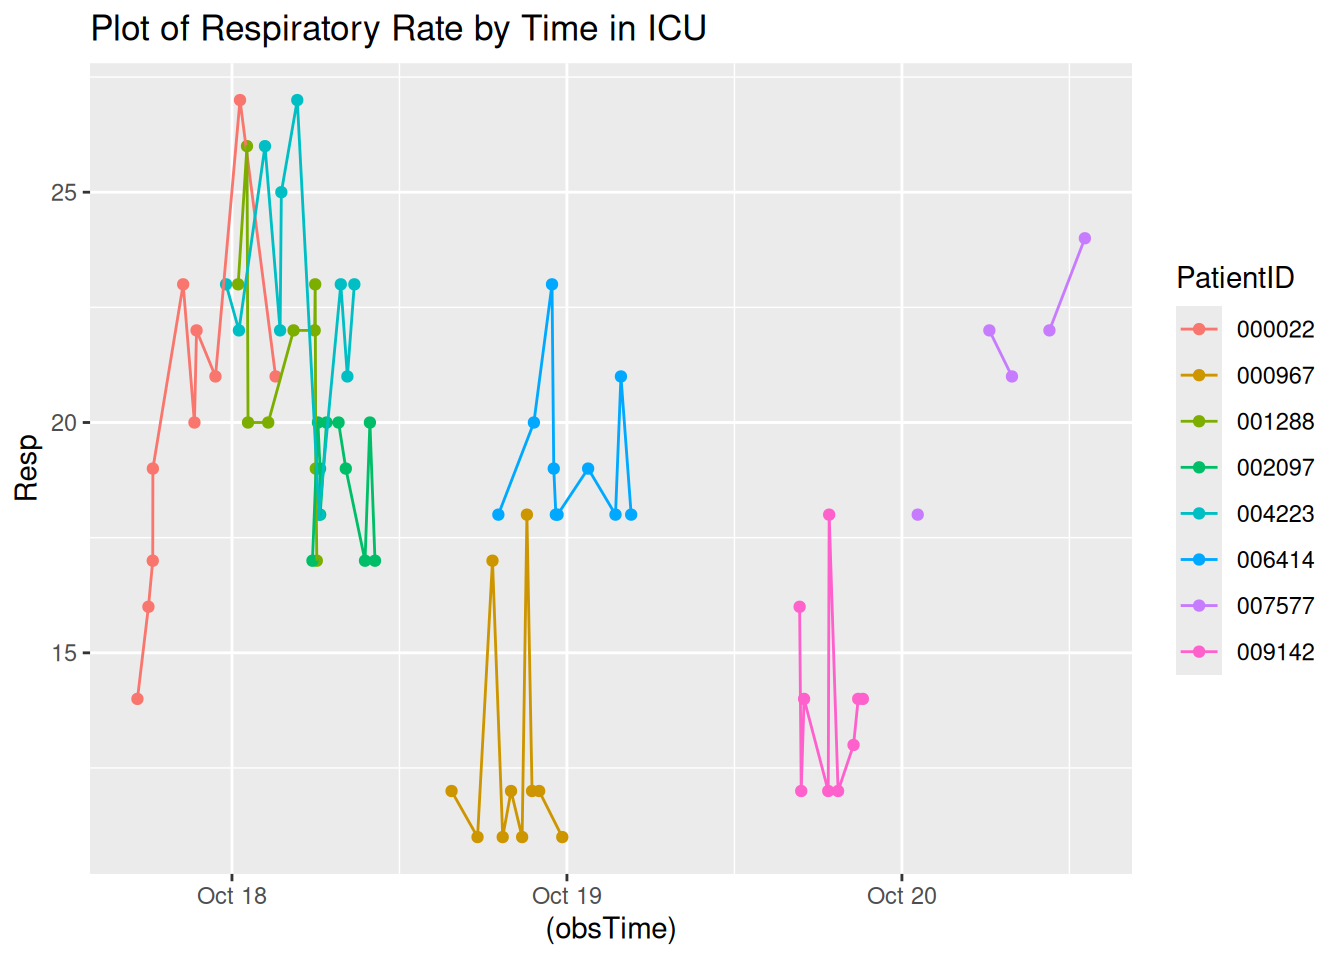 Plot of Respiratory Rate by Time in ICU
25
20
15
Resp
Oct 18
Oct 19
Oct 20
(obsTime)
PatientID
000022
000967
001288
002097
004223
006414
007577
009142